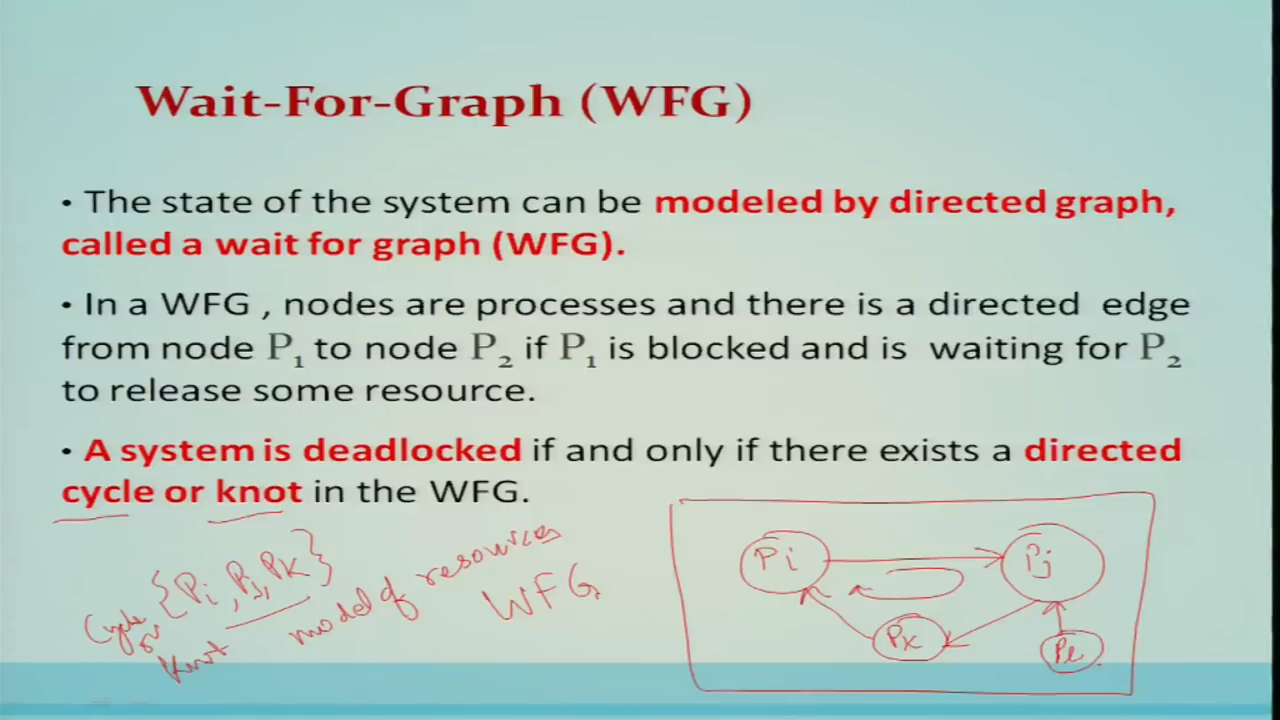 Wait-For-Graph (WFG)
• The state of the system can be modeled by directed graph,
called a wait for graph (WFG).
• In a WFG , nodes are processes and there is a directed edge
from node P₁ to node P₂ if P₁ is blocked and is waiting for P₂
to release some resource.
• A system is deadlocked if and only if there exists a directed
cycle or knot in the WFG.
Cycle {Pi, Pj, Pk}
or
Knot
model of resources
WFG
Pi
Pj
Pk
Pl